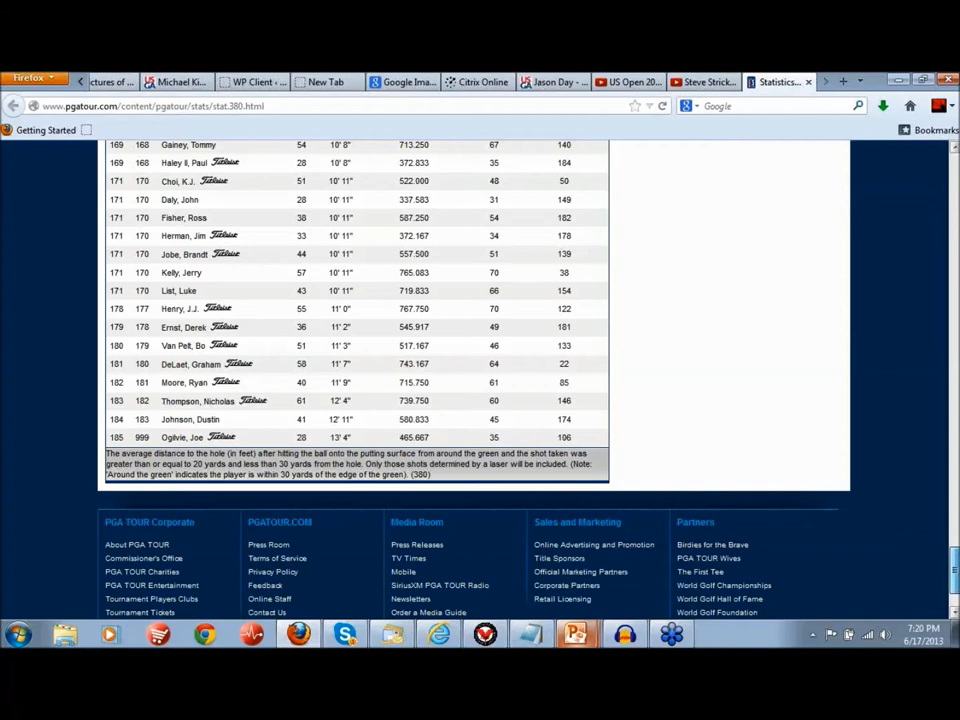 Firefox
ctures of ...
Michael Ki...
WP Client ‹ ...
New Tab
Google Ima...
Citrix Online
Jason Day - ...
US Open 20...
Steve Strick...
Statistics...
www.pgatour.com/content/pgatour/stats/stat.380.html
Google
Getting Started
Bookmarks
169 168 Gainey, Tommy 54 10' 8" 713.250 67 140
169 168 Haley II, Paul Titleist 28 10' 8" 372.833 35 184
171 170 Choi, K.J. Titleist 51 10' 11" 522.000 48 50
171 170 Daly, John 28 10' 11" 337.583 31 149
171 170 Fisher, Ross 38 10' 11" 587.250 54 182
171 170 Herman, Jim Titleist 33 10' 11" 372.167 34 178
171 170 Jobe, Brandt Titleist 44 10' 11" 557.500 51 139
171 170 Kelly, Jerry 57 10' 11" 765.083 70 38
171 170 List, Luke 43 10' 11" 719.833 66 154
178 177 Henry, J.J. Titleist 55 11' 0" 767.750 70 122
179 178 Ernst, Derek Titleist 36 11' 2" 545.917 49 181
180 179 Van Pelt, Bo Titleist 51 11' 3" 517.167 46 133
181 180 DeLaet, Graham Titleist 58 11' 7" 743.167 64 22
182 181 Moore, Ryan Titleist 40 11' 9" 715.750 61 85
183 182 Thompson, Nicholas Titleist 61 12' 4" 739.750 60 146
184 183 Johnson, Dustin 41 12' 11" 580.833 45 174
185 999 Ogilvie, Joe Titleist 28 13' 4" 465.667 35 106
The average distance to the hole (in feet) after hitting the ball onto the putting surface from around the green and the shot taken was
greater than or equal to 20 yards and less than 30 yards from the hole. Only those shots determined by a laser will be included. (Note:
'Around the green' indicates the player is within 30 yards of the edge of the green). (380)
PGA TOUR Corporate PGATOUR.COM Media Room Sales and Marketing Partners
About PGA TOUR Press Room Press Releases Online Advertising and Promotion Birdies for the Brave
Commissioner's Office Terms of Service TV Times Title Sponsors PGA TOUR Wives
PGA TOUR Charities Privacy Policy Mobile Official Marketing Partners The First Tee
PGA TOUR Entertainment Feedback SiriusXM PGA TOUR Radio Corporate Partners World Golf Championships
Tournament Players Clubs Online Staff Newsletters Retail Licensing World Golf Hall of Fame
Tournament Tickets Contact Us Order a Media Guide World Golf Foundation
7:20 PM
6/17/2013